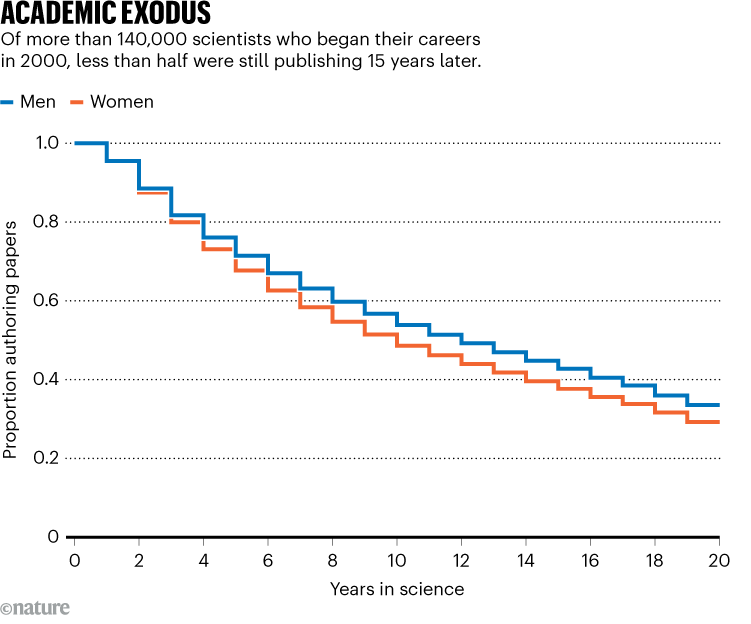 ACADEMIC EXODUS
Of more than 140,000 scientists who began their careers
in 2000, less than half were still publishing 15 years later.
Men Women
1.0
0.8
0.6
0.4
0.2
0
Proportion authoring papers
0 2 4 6 8 10 12 14 16 18 20
Years in science
©nature